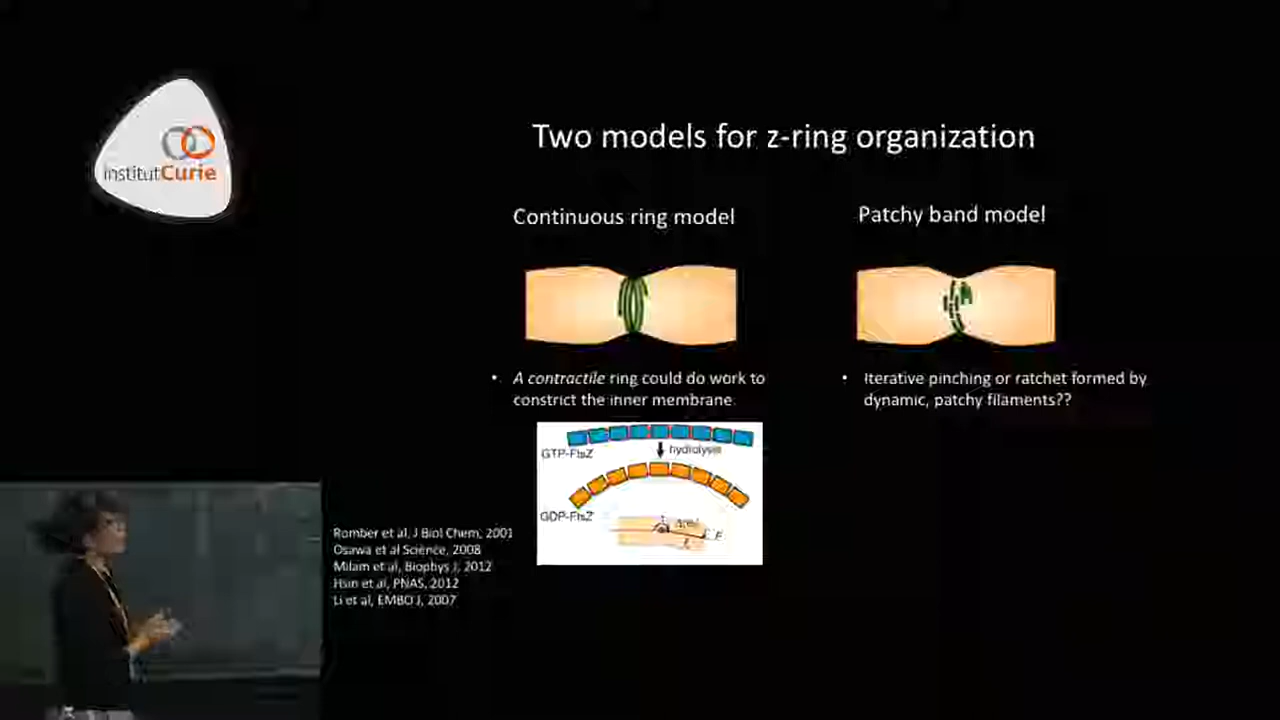 institutCurie
Two models for z-ring organization
Continuous ring model
Patchy band model
• A contractile ring could do work to
constrict the inner membrane
• Iterative pinching or ratchet formed by
dynamic, patchy filaments??
GTP-FtsZ
hydrolysis
GDP-FtsZ
F
Romber et al, J Biol Chem, 2001
Osawa et al Science, 2008
Milam et al, Biophys J, 2012
Hsin et al, PNAS, 2012
Li et al, EMBO J, 2007